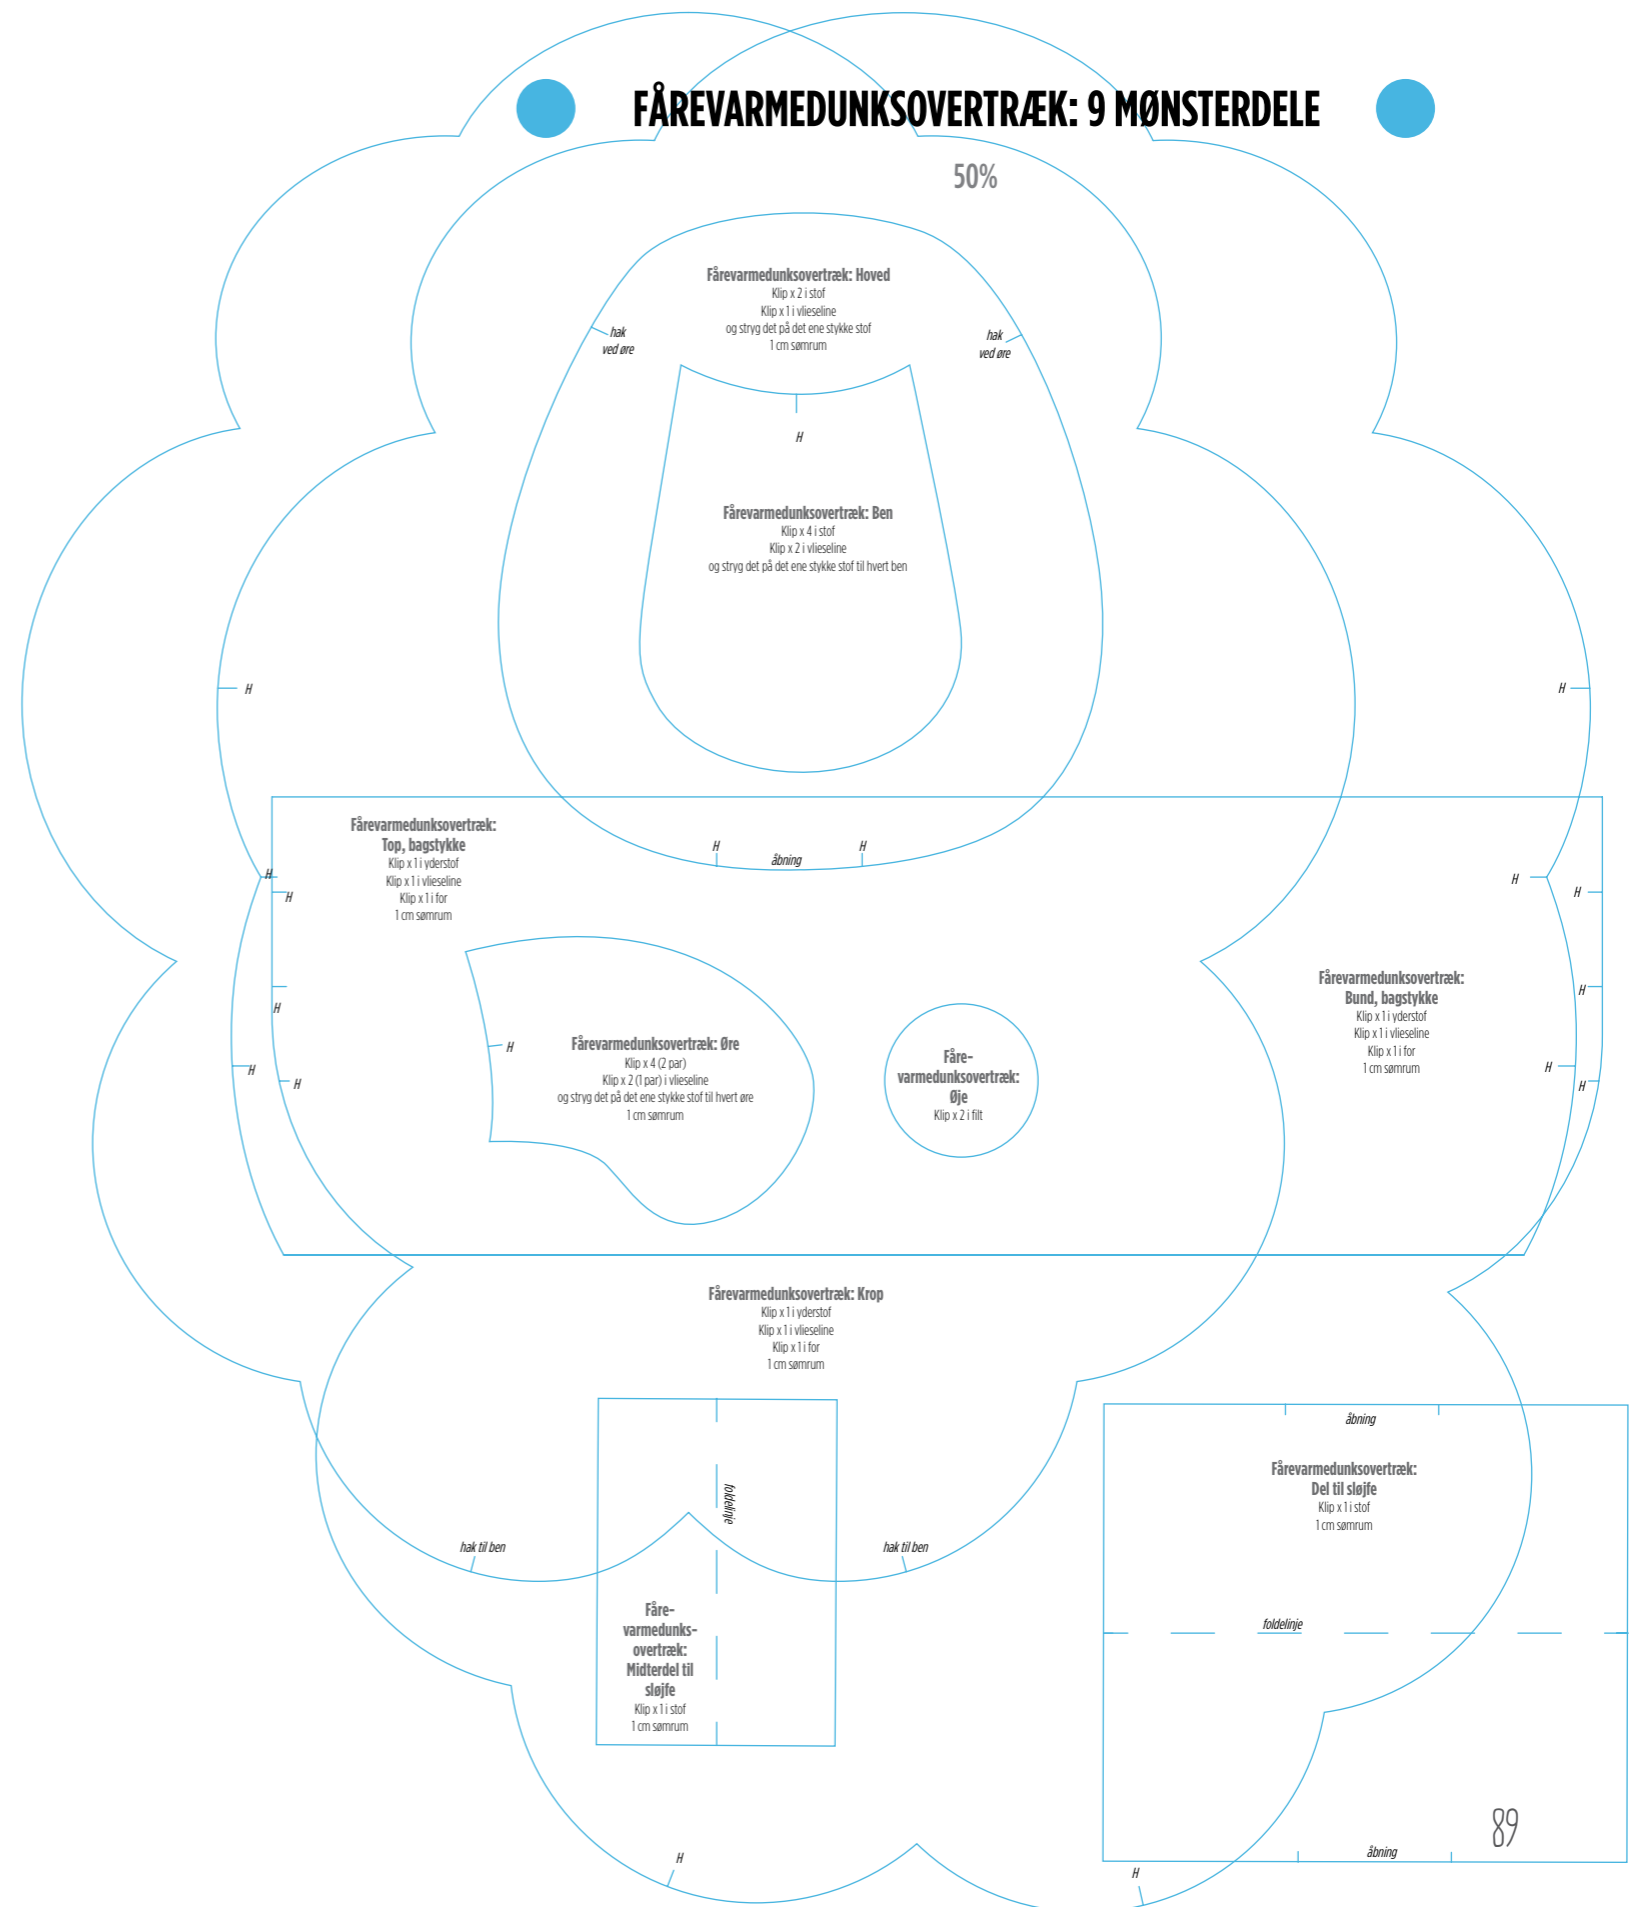 FÅREVARMEDUNKSOVERTRÆK: 9 MØNSTERDELE
50%
Fårevarmedunksovertræk: Hoved
Klip x 2 i stof
Klip x 1 i vlieseline
og stryg det på det ene stykke stof
1 cm sømrum
hak
ved øre
hak
ved øre
H
Fårevarmedunksovertræk: Ben
Klip x 4 i stof
Klip x 2 i vlieseline
og stryg det på det ene stykke stof til hvert ben
H
H
H
åbning
H
Fårevarmedunksovertræk:
Top, bagstykke
Klip x 1 i yderstof
Klip x 1 i vlieseline
Klip x 1 i for
1 cm sømrum
H
H
H
H
H
H
H
H
H
H
Fårevarmedunksovertræk:
Bund, bagstykke
Klip x 1 i yderstof
Klip x 1 i vlieseline
Klip x 1 i for
1 cm sømrum
H
H
Fårevarmedunksovertræk: Øre
Klip x 4 (2 par)
Klip x 2 (1 par) i vlieseline
og stryg det på det ene stykke stof til hvert øre
1 cm sømrum
Fåre-
varmedunksovertræk:
Øje
Klip x 2 i filt
Fårevarmedunksovertræk: Krop
Klip x 1 i yderstof
Klip x 1 i vlieseline
Klip x 1 i for
1 cm sømrum
åbning
Fårevarmedunksovertræk:
Del til sløjfe
Klip x 1 i stof
1 cm sømrum
foldelinje
hak til ben
hak til ben
Fåre-
varmedunks-
overtræk:
Midterdel til
sløjfe
Klip x 1 i stof
1 cm sømrum
foldelinje
89
åbning
H
H